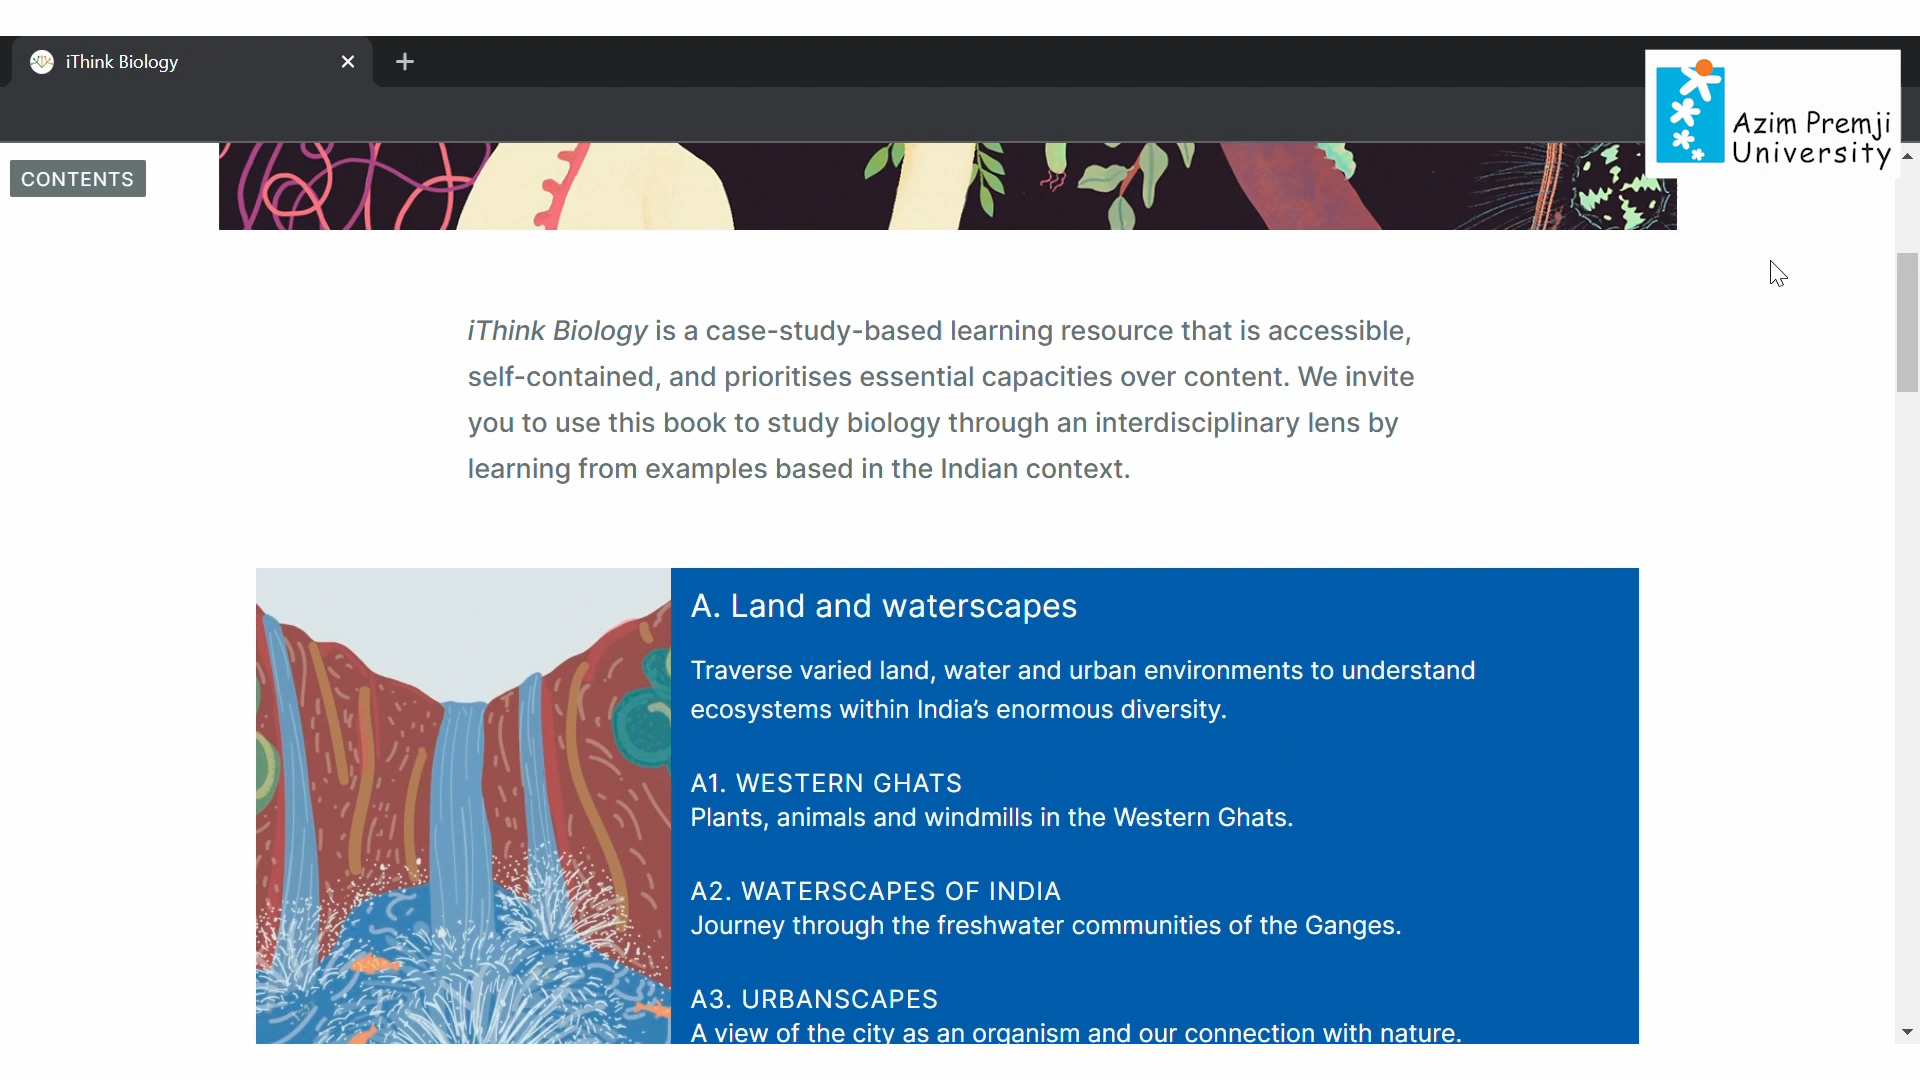 iThink Biology
Azim Premji
University
CONTENTS
iThink Biology is a case-study-based learning resource that is accessible,
self-contained, and prioritises essential capacities over content. We invite
you to use this book to study biology through an interdisciplinary lens by
learning from examples based in the Indian context.
A. Land and waterscapes
Traverse varied land, water and urban environments to understand
ecosystems within India’s enormous diversity.
A1. WESTERN GHATS
Plants, animals and windmills in the Western Ghats.
A2. WATERSCAPES OF INDIA
Journey through the freshwater communities of the Ganges.
A3. URBANSCAPES
A view of the city as an organism and our connection with nature.